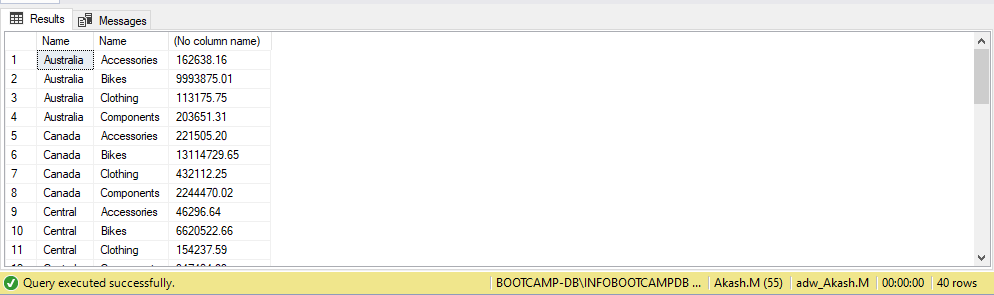 Results Messages
Name Name (No column name)
1 Australia Accessories 162638.16
2 Australia Bikes 9993875.01
3 Australia Clothing 113175.75
4 Australia Components 203651.31
5 Canada Accessories 221505.20
6 Canada Bikes 13114729.65
7 Canada Clothing 432112.25
8 Canada Components 2244470.02
9 Central Accessories 46296.64
10 Central Bikes 6620522.66
11 Central Clothing 154237.59
Query executed successfully. BOOTCAMP-DB\INFOBOOTCAMPDB ... Akash.M (55) adw_Akash.M 00:00:00 40 rows